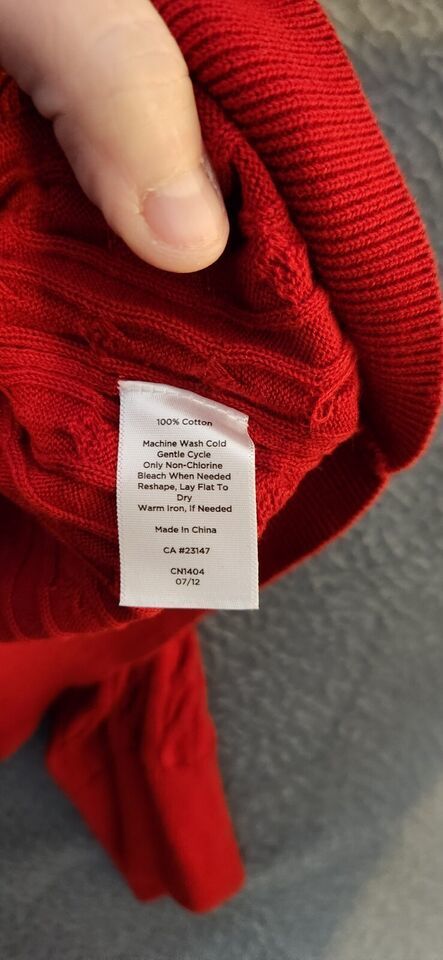 100% Cotton
Machine Wash Cold
Gentle Cycle
Only Non-Chlorine
Bleach When Needed
Reshape, Lay Flat To
Dry
Warm Iron, If Needed
Made In China
CA #23147
CN1404
07/12